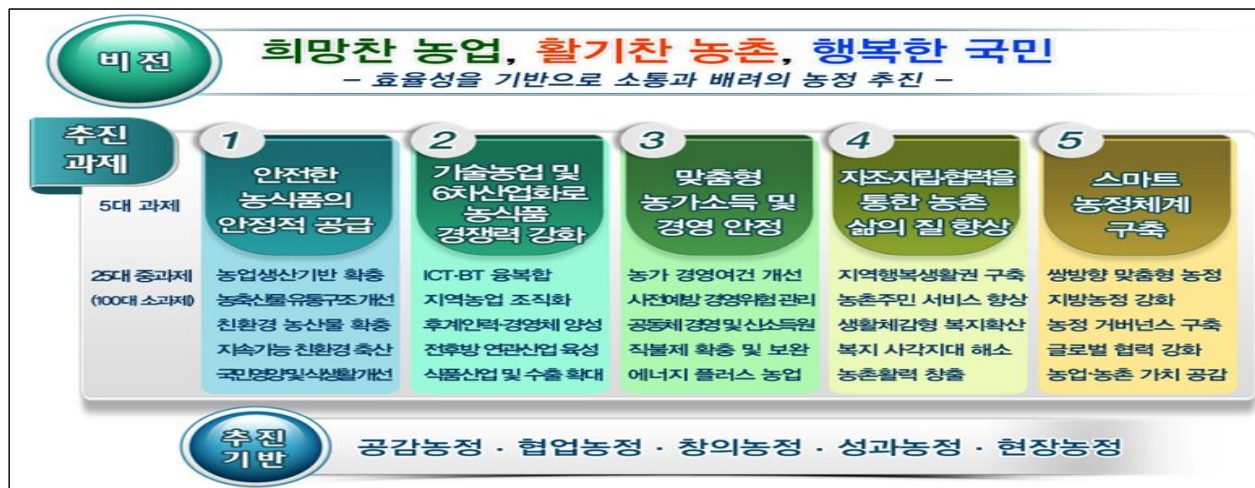 비전
희망찬 농업, 활기찬 농촌, 행복한 국민
- 효율성을 기반으로 소통과 배려의 농정 추진 -
추진
과제
5대 과제
25대 중과제
(100대 소과제)
1
안전한
농식품의
안정적 공급
농업생산기반 확충
농축산물 유통구조 개선
친환경 농산물 확충
지속가능 친환경 축산
국민영양 및 식생활 개선
2
기술농업 및
6차산업화로
농식품
경쟁력 강화
ICT·BT 융복합
지역농업 조직화
후계인력·경영체 양성
전후방 연관산업 육성
식품산업 및 수출 확대
3
맞춤형
농가소득 및
경영 안정
농가 경영여건 개선
사전예방 경영위험 관리
공동체 경영 및 신소득원
직불제 확충 및 보완
에너지 플러스 농업
4
자조·자립·협력을
통한 농촌
삶의 질 향상
지역행복생활권 구축
농촌주민 서비스 향상
생활체감형 복지확산
복지 사각지대 해소
농촌활력 창출
5
스마트
농정체계
구축
쌍방향 맞춤형 농정
지방농정 강화
농정 거버넌스 구축
글로벌 협력 강화
농업·농촌 가치 공감
추진
기반
공감농정 · 협업농정 · 창의농정 · 성과농정 · 현장농정